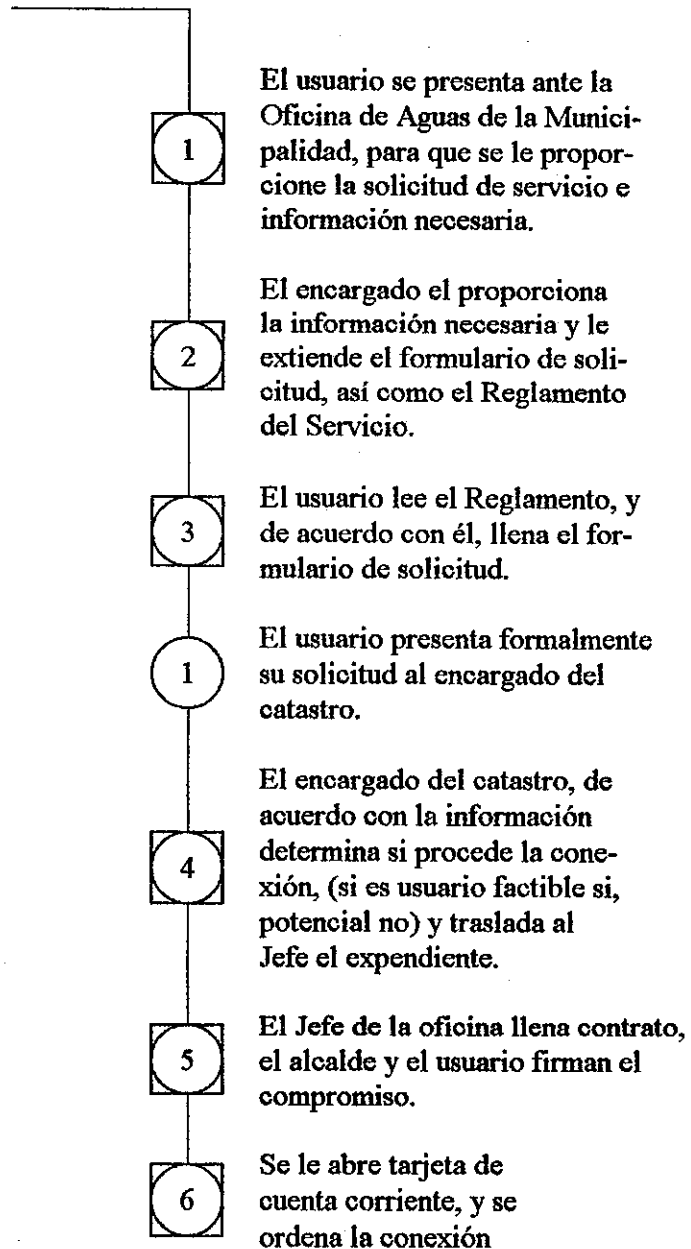 1
El usuario se presenta ante la
Oficina de Aguas de la Munici-
palidad, para que se le propor-
cione la solicitud de servicio e
información necesaria.
2
El encargado el proporciona
la información necesaria y le
extiende el formulario de soli-
citud, así como el Reglamento
del Servicio.
3
El usuario lee el Reglamento, y
de acuerdo con él, llena el for-
mulario de solicitud.
1
El usuario presenta formalmente
su solicitud al encargado del
catastro.
4
El encargado del catastro, de
acuerdo con la información
determina si procede la cone-
xión, (si es usuario factible si,
potencial no) y traslada al
Jefe el expendiente.
5
El Jefe de la oficina llena contrato,
el alcalde y el usuario firman el
compromiso.
6
Se le abre tarjeta de
cuenta corriente, y se
ordena la conexión